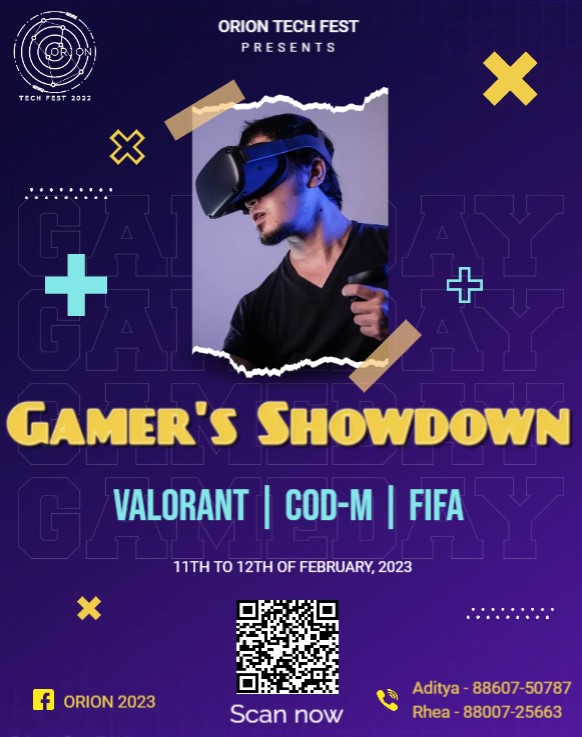 ORION TECH FEST
PRESENTS
ORION
TECH FEST 2023
GAMEDAY
GAMEDAY
GAMEDAY
GAMEDAY
GAMER'S SHOWDOWN
VALORANT | COD-M | FIFA
11TH TO 12TH OF FEBRUARY, 2023
Scan now
ORION 2023
Aditya - 88607-50787
Rhea - 88007-25663